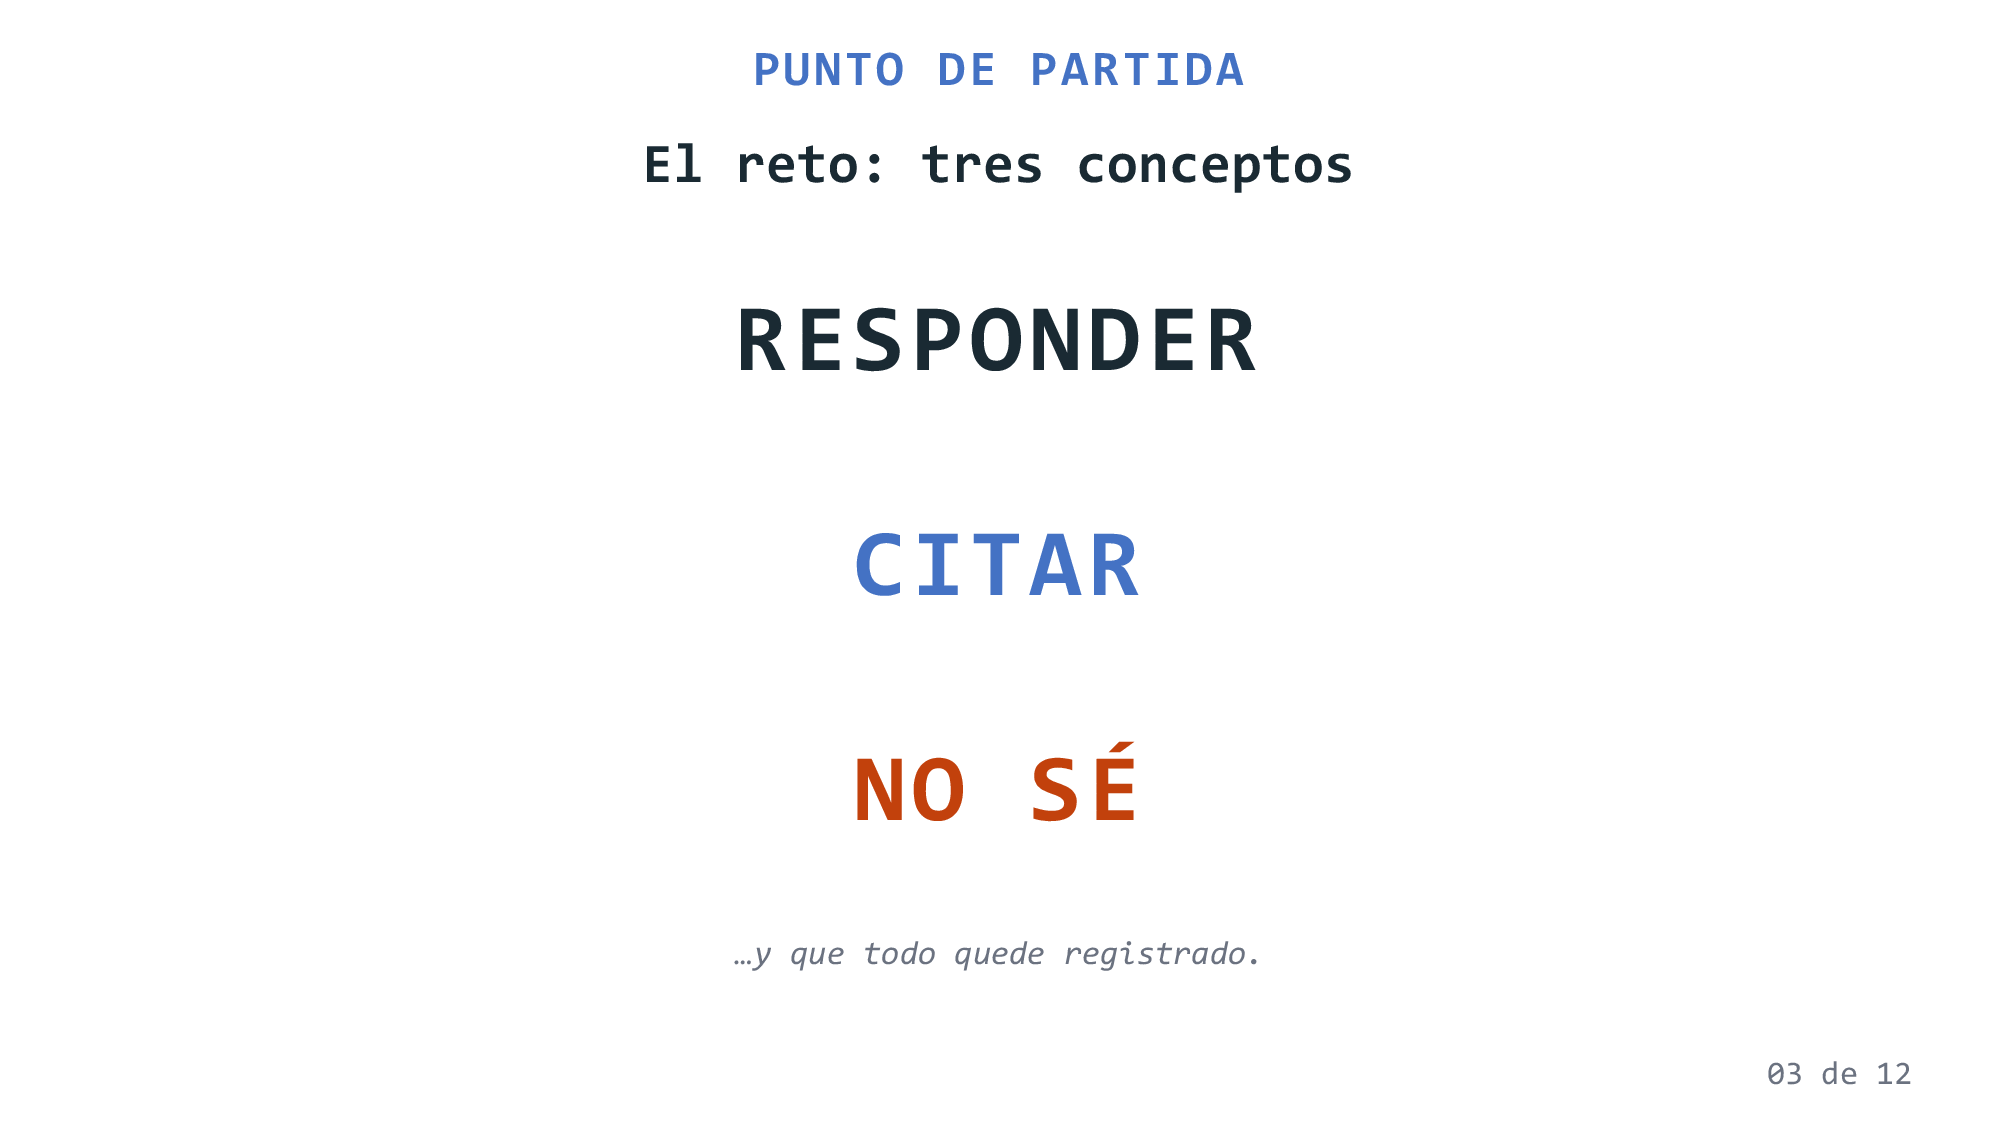 PUNTO DE PARTIDA
El reto: tres conceptos
RESPONDER
CITAR
NO SÉ
…y que todo quede registrado.
03 de 12